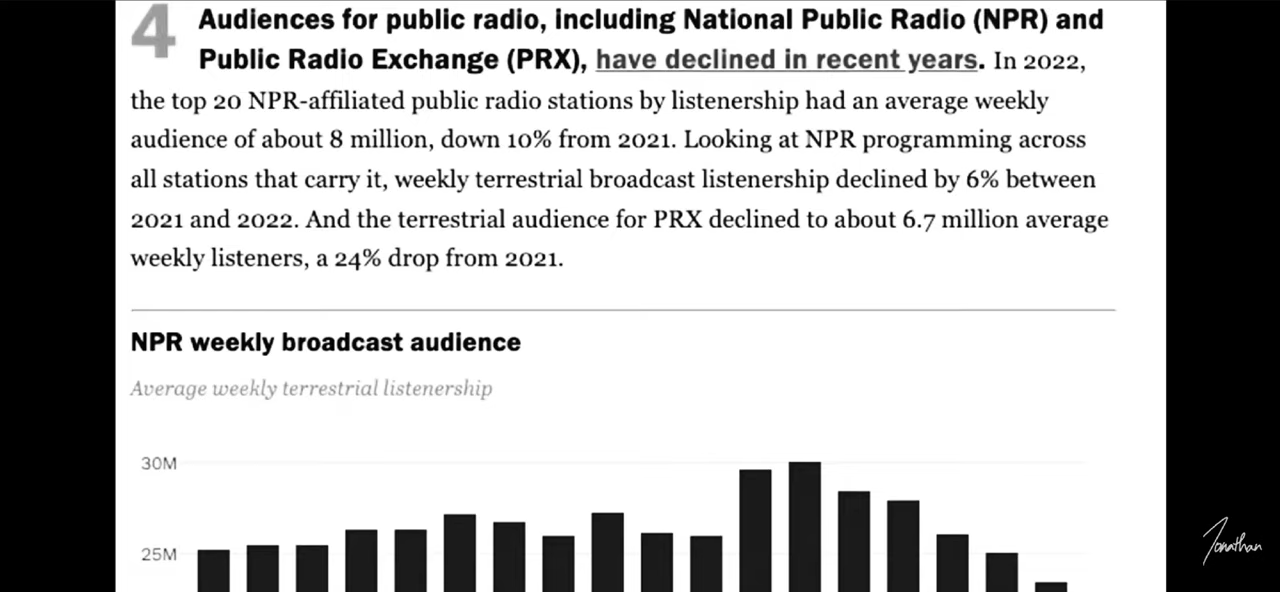 4 Audiences for public radio, including National Public Radio (NPR) and
Public Radio Exchange (PRX), have declined in recent years. In 2022,
the top 20 NPR-affiliated public radio stations by listenership had an average weekly
audience of about 8 million, down 10% from 2021. Looking at NPR programming across
all stations that carry it, weekly terrestrial broadcast listenership declined by 6% between
2021 and 2022. And the terrestrial audience for PRX declined to about 6.7 million average
weekly listeners, a 24% drop from 2021.
NPR weekly broadcast audience
Average weekly terrestrial listenership
30M
25M
Jonathan